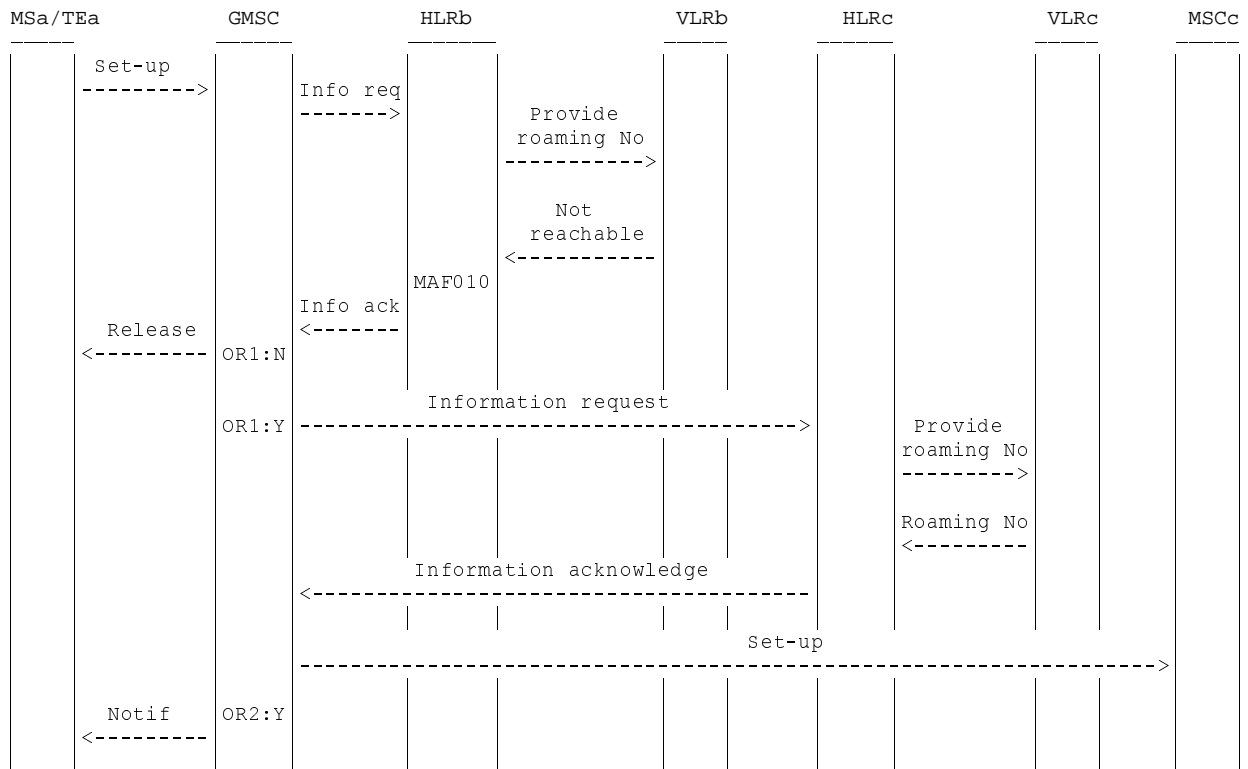 MSa/TEa GMSC HLRb VLRb HLRc VLRc MSCc
Set-up
Info req
Provide
roaming No
Not
reachable
MAF010
Info ack
Release
OR1:N
Information request
OR1:Y
Provide
roaming No
Roaming No
Information acknowledge
Set-up
Notif OR2:Y